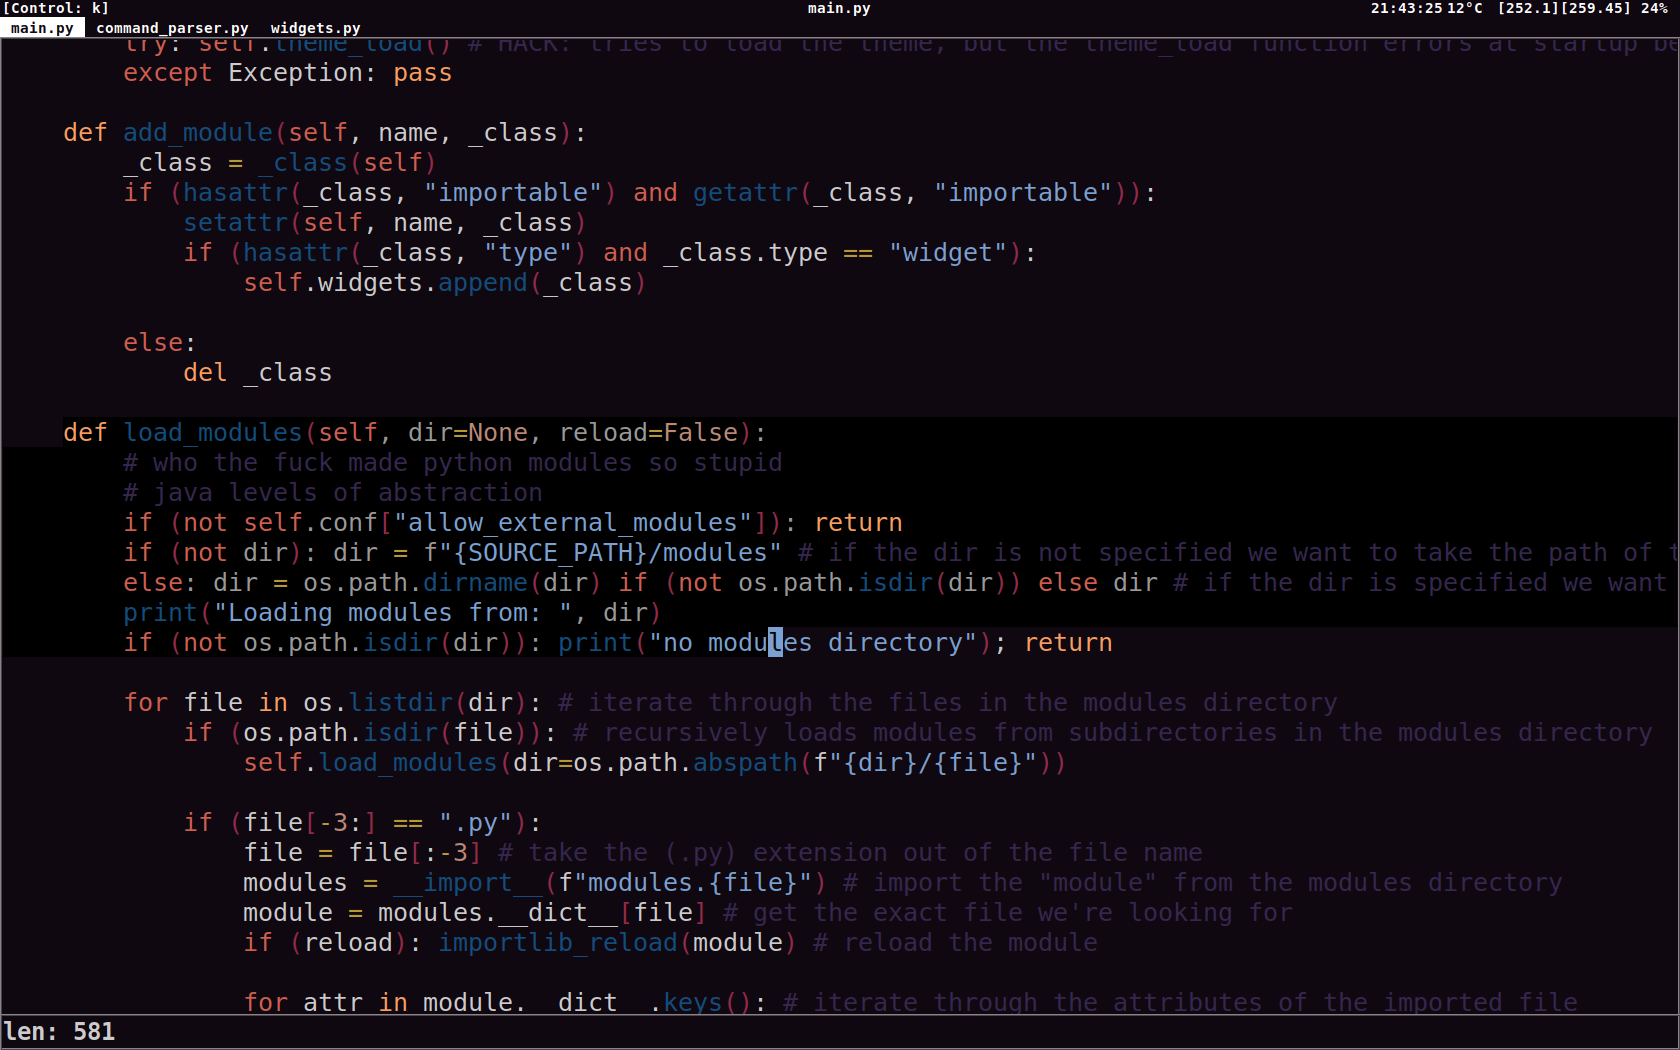 [Control: k] main.py 21:43:25 12°C [252.1][259.45] 24%
main.py command_parser.py widgets.py
try: self.theme_load() # HACK: tries to load the theme, but the theme_load function errors at startup
except Exception: pass
def add_module(self, name, _class):
_class = _class(self)
if (hasattr(_class, "importable") and getattr(_class, "importable")):
setattr(self, name, _class)
if (hasattr(_class, "type") and _class.type == "widget"):
self.widgets.append(_class)
else:
del _class
def load_modules(self, dir=None, reload=False):
# who the fuck made python modules so stupid
# java levels of abstraction
if (not self.conf["allow_external_modules"]): return
if (not dir): dir = f"{SOURCE_PATH}/modules" # if the dir is not specified we want to take the path of
else: dir = os.path.dirname(dir) if (not os.path.isdir(dir)) else dir # if the dir is specified we want
print("Loading modules from: ", dir)
if (not os.path.isdir(dir)): print("no modules directory"); return
for file in os.listdir(dir): # iterate through the files in the modules directory
if (os.path.isdir(file)): # recursively loads modules from subdirectories in the modules directory
self.load_modules(dir=os.path.abspath(f"{dir}/{file}"))
if (file[-3:] == ".py"):
file = file[:-3] # take the (.py) extension out of the file name
modules = __import__(f"modules.{file}") # import the "module" from the modules directory
module = modules.__dict__[file] # get the exact file we're looking for
if (reload): importlib_reload(module) # reload the module
for attr in module.__dict__.keys(): # iterate through the attributes of the imported file
len: 581